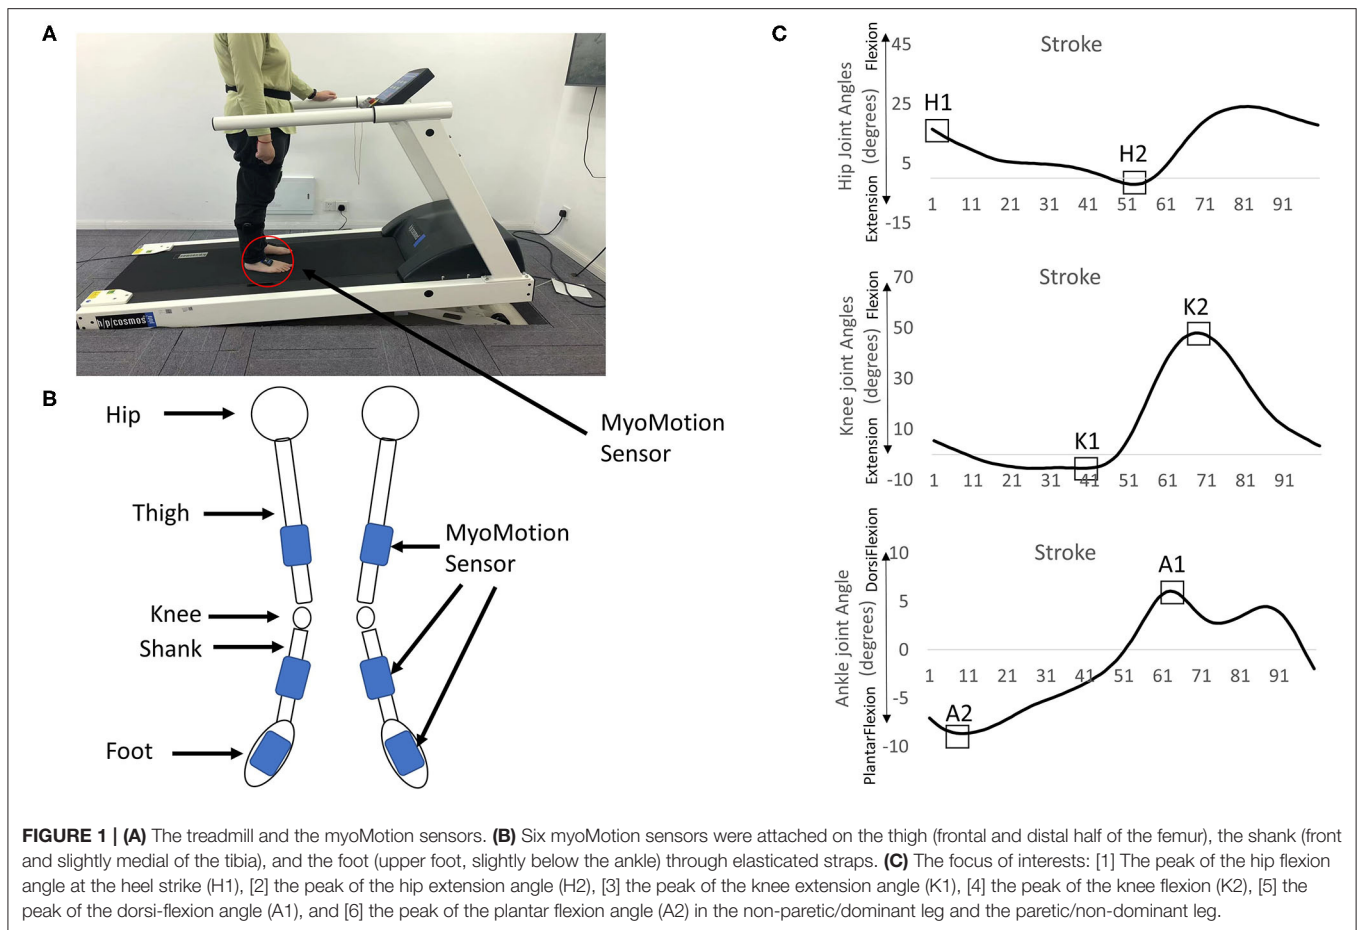 A
h/p/cosmos
B
Hip
Thigh
Knee
Shank
Foot
MyoMotion
Sensor
MyoMotion
Sensor
C
Stroke
Hip Joint Angles
(degrees)
Extension
Flexion
45
25
5
-15
H1
H2
1 11 21 31 41 51 61 71 81 91
Stroke
Knee joint Angles
(degrees)
Extension
Flexion
70
50
30
10
-10
K1
K2
1 11 21 31 41 51 61 71 81 91
Stroke
Ankle joint Angle
(degrees)
PlantarFlexion
DorsiFlexion
10
5
0
-5
-10
A1
A2
1 11 21 31 41 51 61 71 81 91
FIGURE 1 | (A) The treadmill and the myoMotion sensors. (B) Six myoMotion sensors were attached on the thigh (frontal and distal half of the femur), the shank (front
and slightly medial of the tibia), and the foot (upper foot, slightly below the ankle) through elasticated straps. (C) The focus of interests: [1] The peak of the hip flexion
angle at the heel strike (H1), [2] the peak of the hip extension angle (H2), [3] the peak of the knee extension angle (K1), [4] the peak of the knee flexion (K2), [5] the
peak of the dorsi-flexion angle (A1), and [6] the peak of the plantar flexion angle (A2) in the non-paretic/dominant leg and the paretic/non-dominant leg.